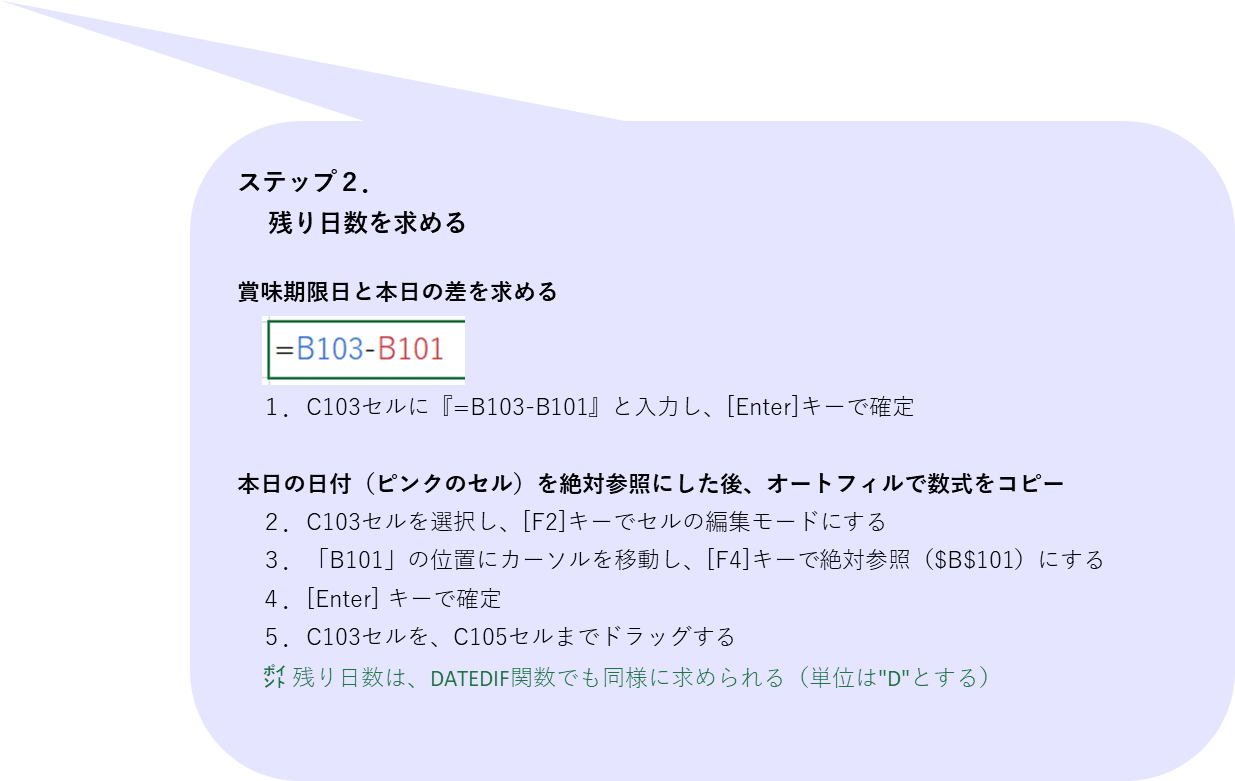 ステップ２．
残り日数を求める
賞味期限日と本日の差を求める
=B103-B101
１．C103セルに『=B103-B101』と入力し、[Enter]キーで確定
本日の日付（ピンクのセル）を絶対参照にした後、オートフィルで数式をコピー
２．C103セルを選択し、[F2]キーでセルの編集モードにする
３．「B101」の位置にカーソルを移動し、[F4]キーで絶対参照（$B$101）にする
４．[Enter] キーで確定
５．C103セルを、C105セルまでドラッグする
㌽ 残り日数は、DATEDIF関数でも同様に求められる（単位は"D"とする）